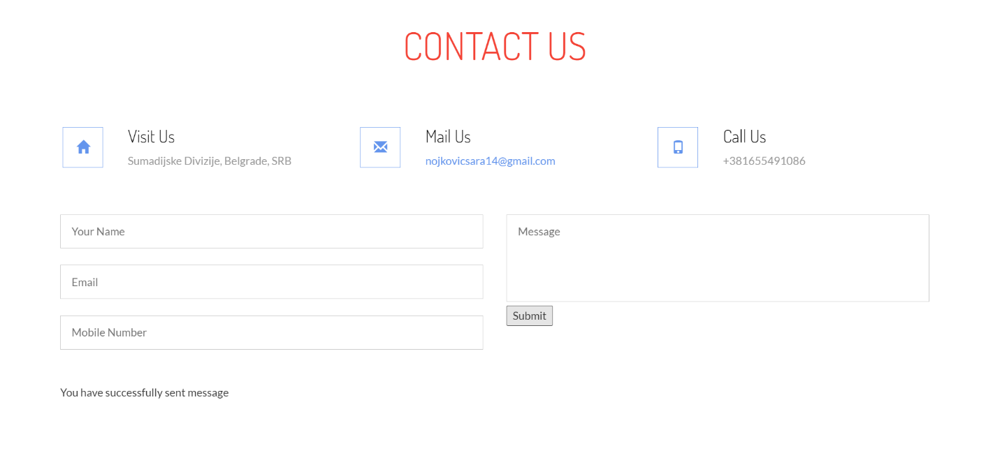 CONTACT US
Visit Us
Sumadijske Divizije, Belgrade, SRB
Mail Us
nojkovicsara14@gmail.com
Call Us
+381655491086
Your Name
Email
Mobile Number
Message
Submit
You have successfully sent message